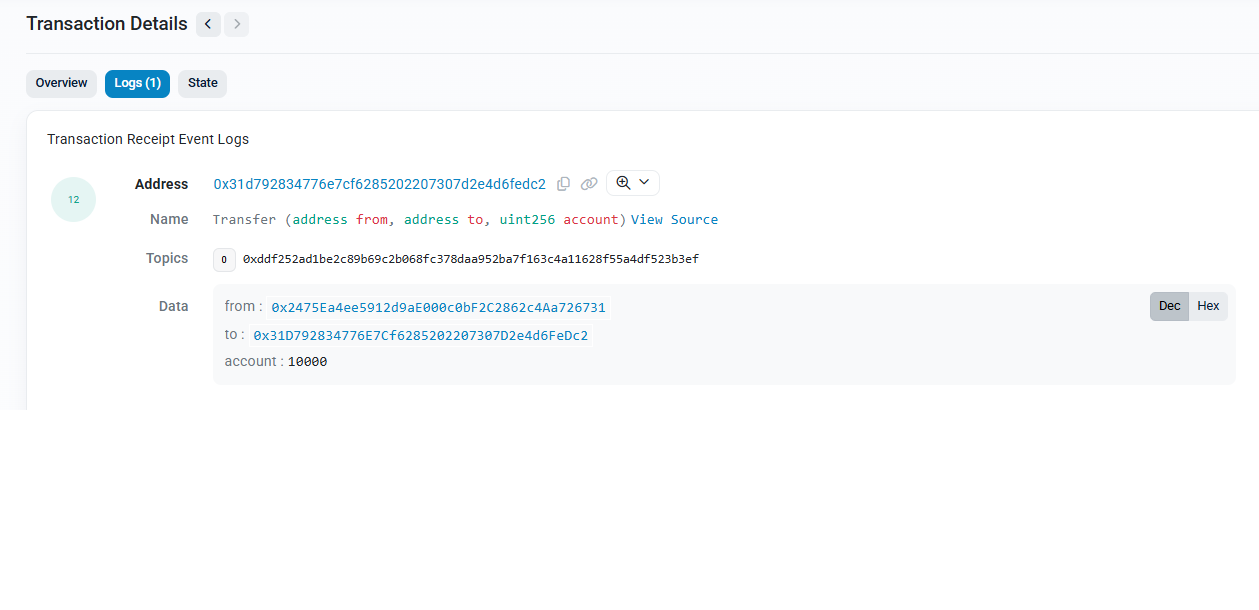 Transaction Details
Overview Logs (1) State
Transaction Receipt Event Logs
12
Address 0x31d792834776e7cf6285202207307d2e4d6fedc2
Name Transfer (address from, address to, uint256 account) View Source
Topics 0 0xddf252ad1be2c89b69c2b068fc378daa952ba7f163c4a11628f55a4df523b3ef
Data from : 0x2475Ea4ee5912d9aE000c0bF2C2862c4Aa726731
Dec Hex
to : 0x31D792834776E7Cf6285202207307D2e4d6FeDc2
account : 10000